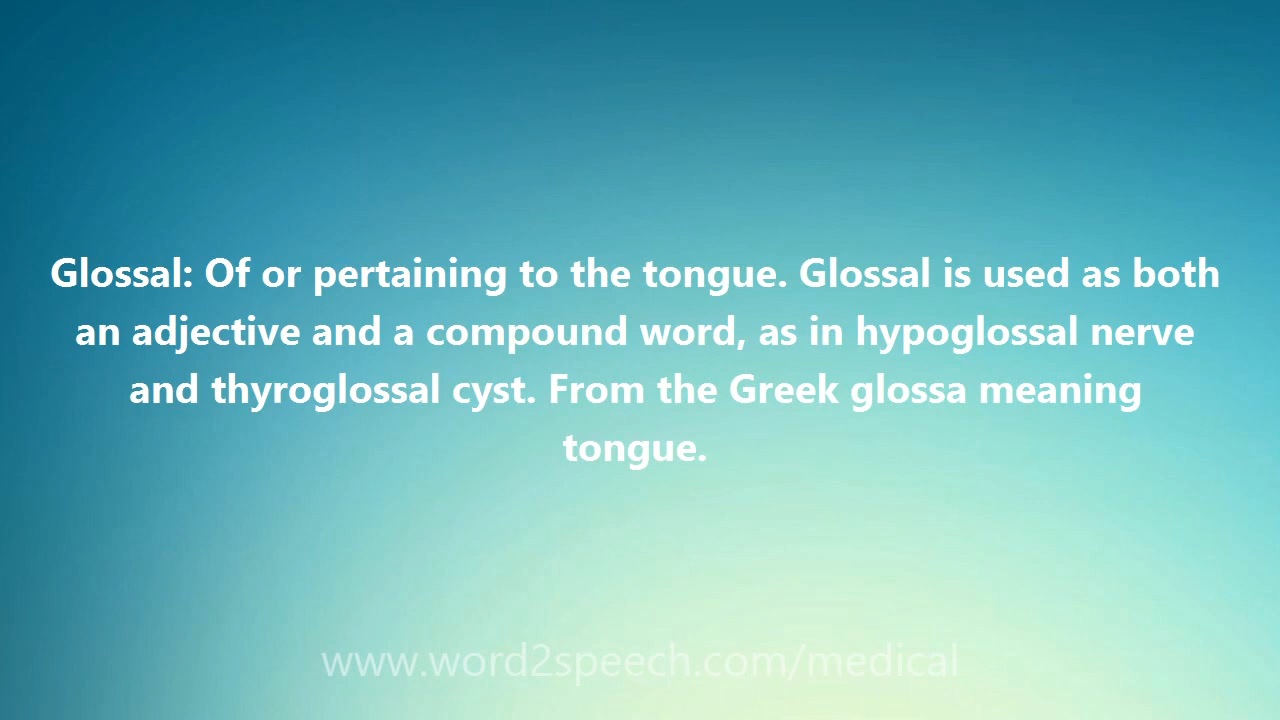 Glossal: Of or pertaining to the tongue. Glossal is used as both
an adjective and a compound word, as in hypoglossal nerve
and thyroglossal cyst. From the Greek glossa meaning
tongue.
www.word2speech.com/medical